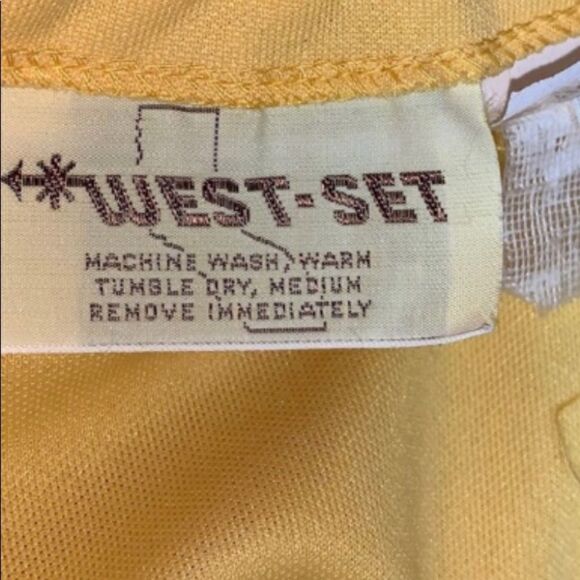 WEST-SET
MACHINE WASH, WARM
TUMBLE DRY, MEDIUM
REMOVE IMMEDIATELY